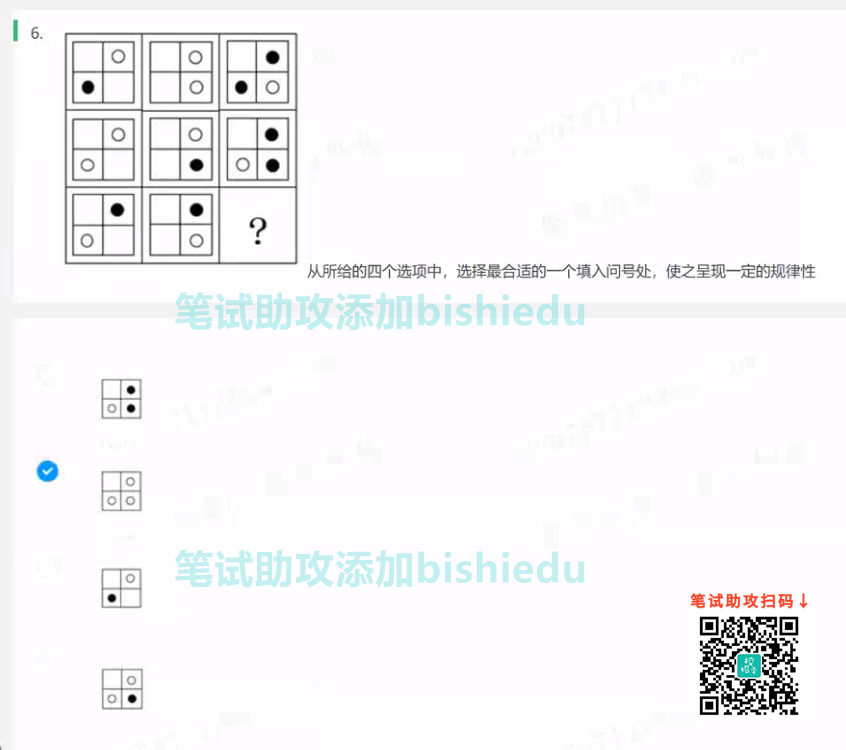 6.
?
从所给的四个选项中，选择最合适的一个填入问号处，使之呈现一定的规律性
笔试助攻添加bishiedu
笔试助攻添加bishiedu
笔试助攻扫码↓